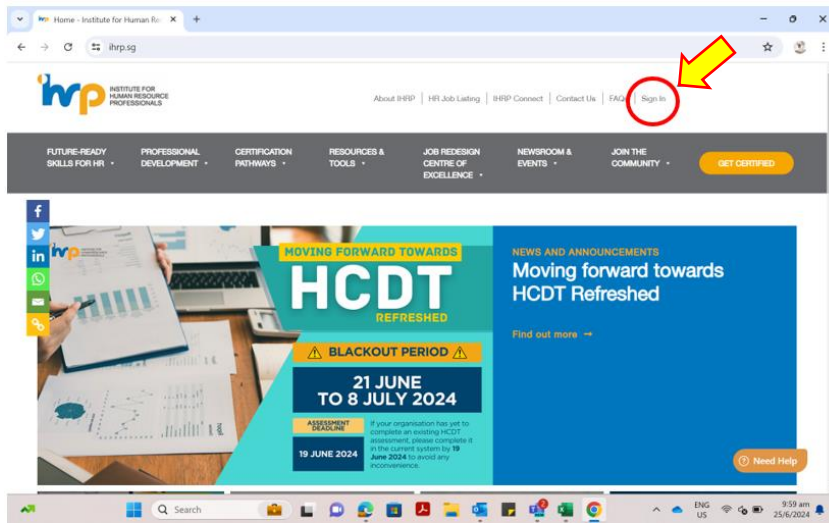 Home - Institute for Human Re
ihrp.sg
ihrp
INSTITUTE FOR
HUMAN RESOURCE
PROFESSIONALS
About IHRP | HR Job Listing | IHRP Connect | Contact Us | FAQs | Sign In
FUTURE-READY
SKILLS FOR HR
PROFESSIONAL
DEVELOPMENT
CERTIFICATION
PATHWAYS
RESOURCES &
TOOLS
JOB REDESIGN
CENTRE OF
EXCELLENCE
NEWSROOM &
EVENTS
JOIN THE
COMMUNITY
GET CERTIFIED
ihrp
MOVING FORWARD TOWARDS
HCDT
REFRESHED
BLACKOUT PERIOD
21 JUNE
TO 8 JULY 2024
ASSESSMENT
DEADLINE
19 JUNE 2024
If your organisation has yet to
complete an existing HCDT
assessment, please complete it
in the current system by 19
June 2024 to avoid any
inconvenience.
NEWS AND ANNOUNCEMENTS
Moving forward towards
HCDT Refreshed
Find out more →
Need Help
Search
ENG
US
9:59 am
25/6/2024